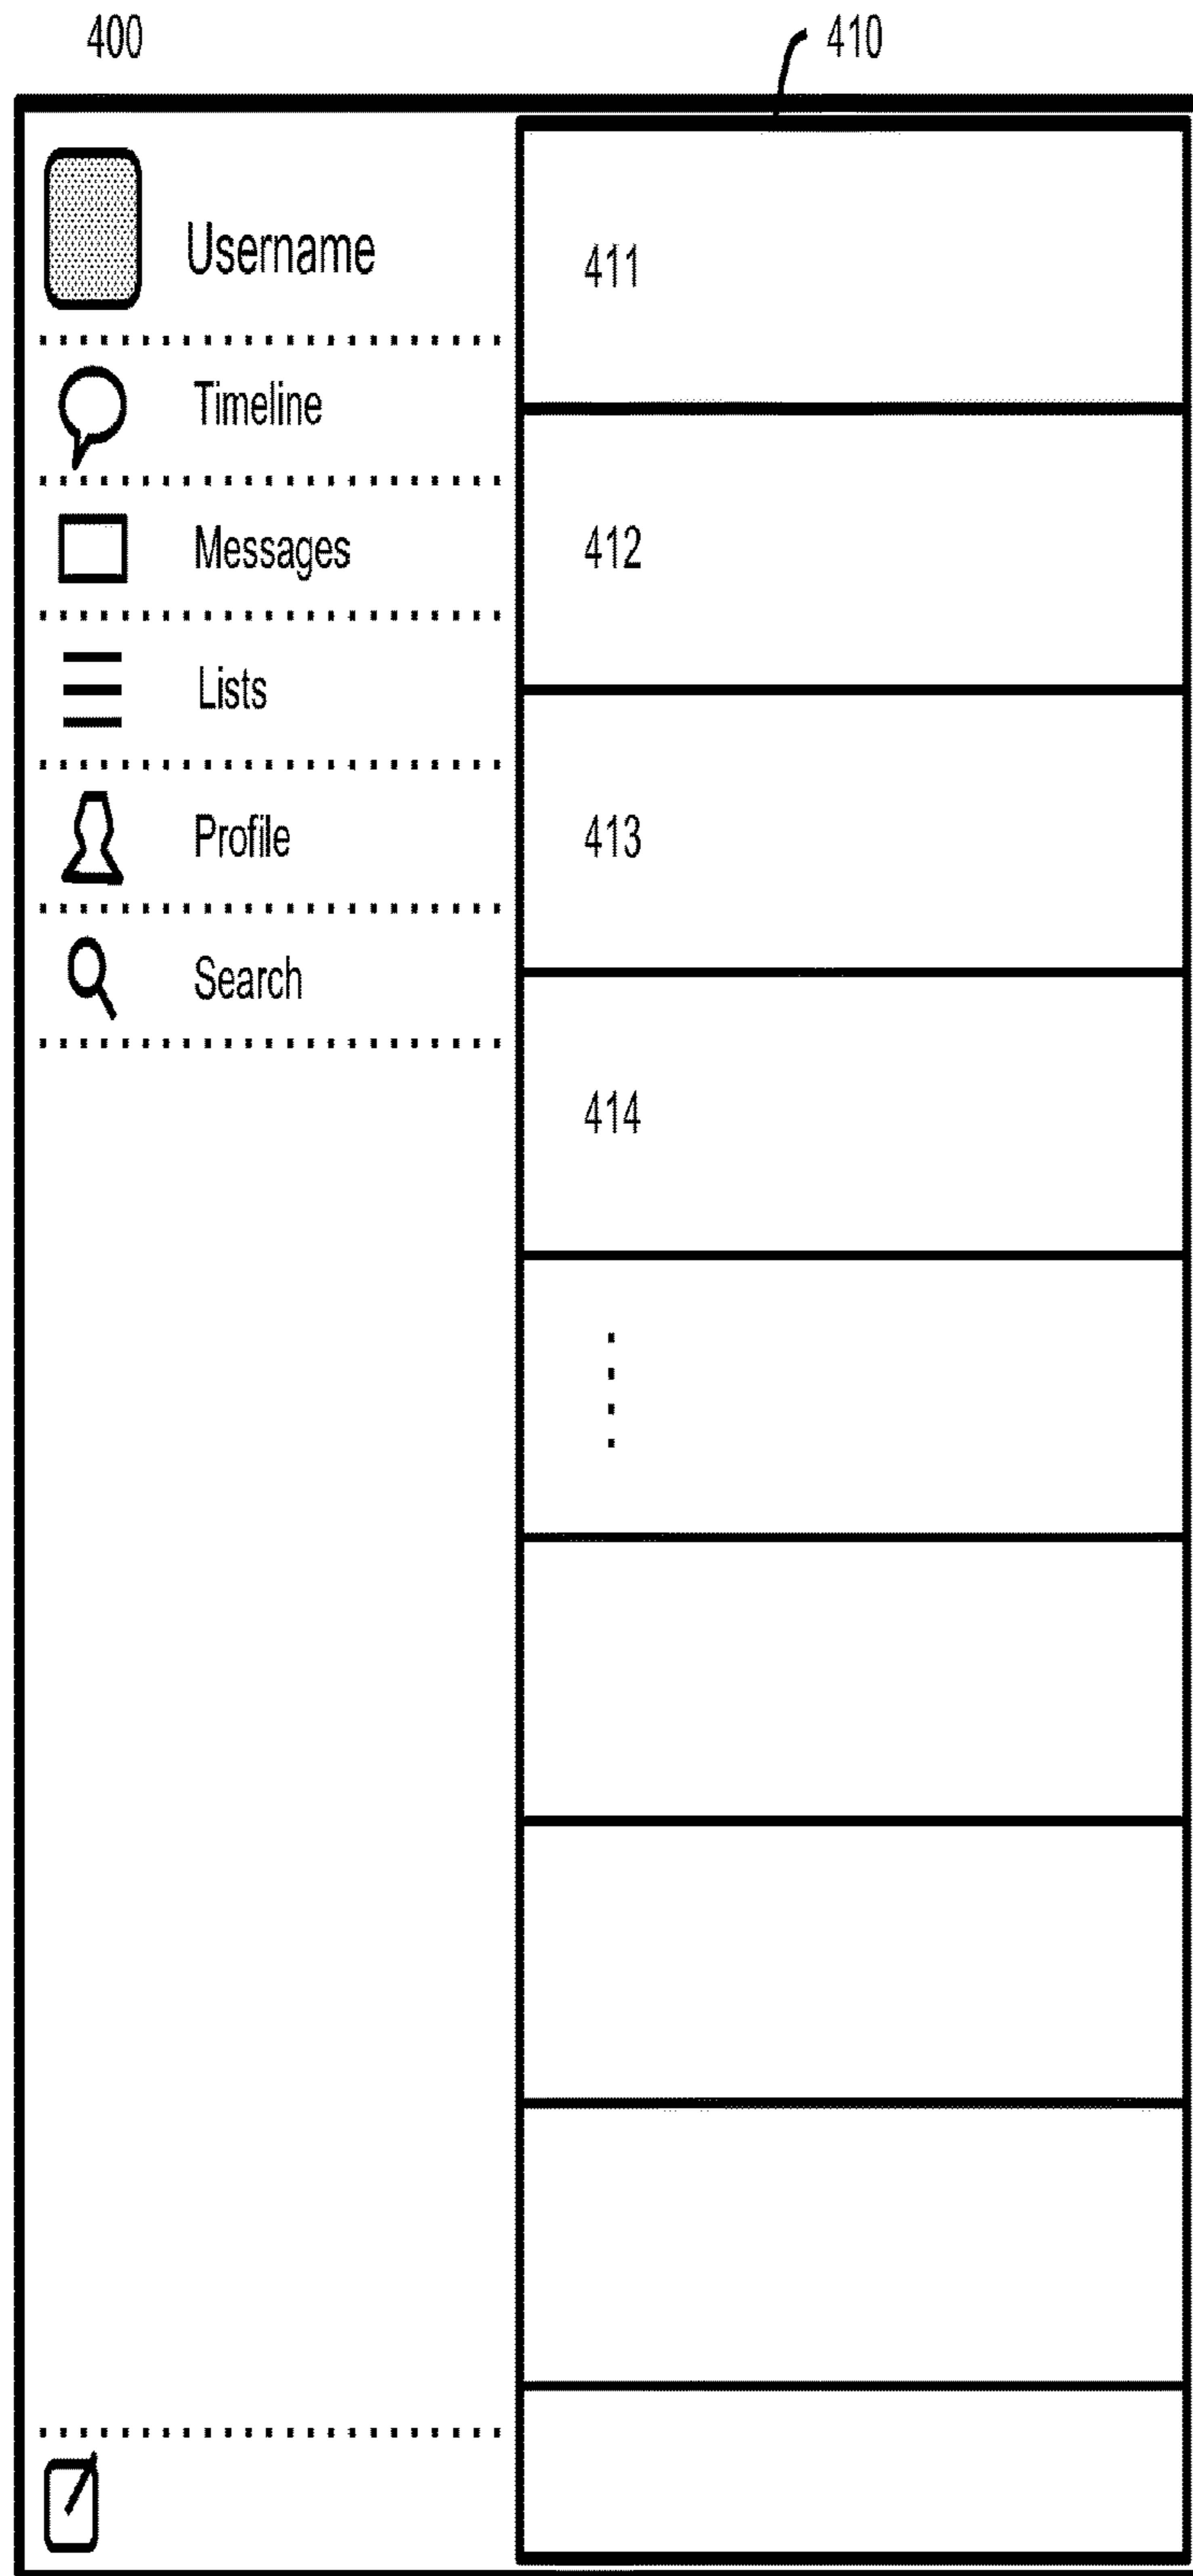 400
410
Username
Timeline
Messages
Lists
Profile
Search
411
412
413
414